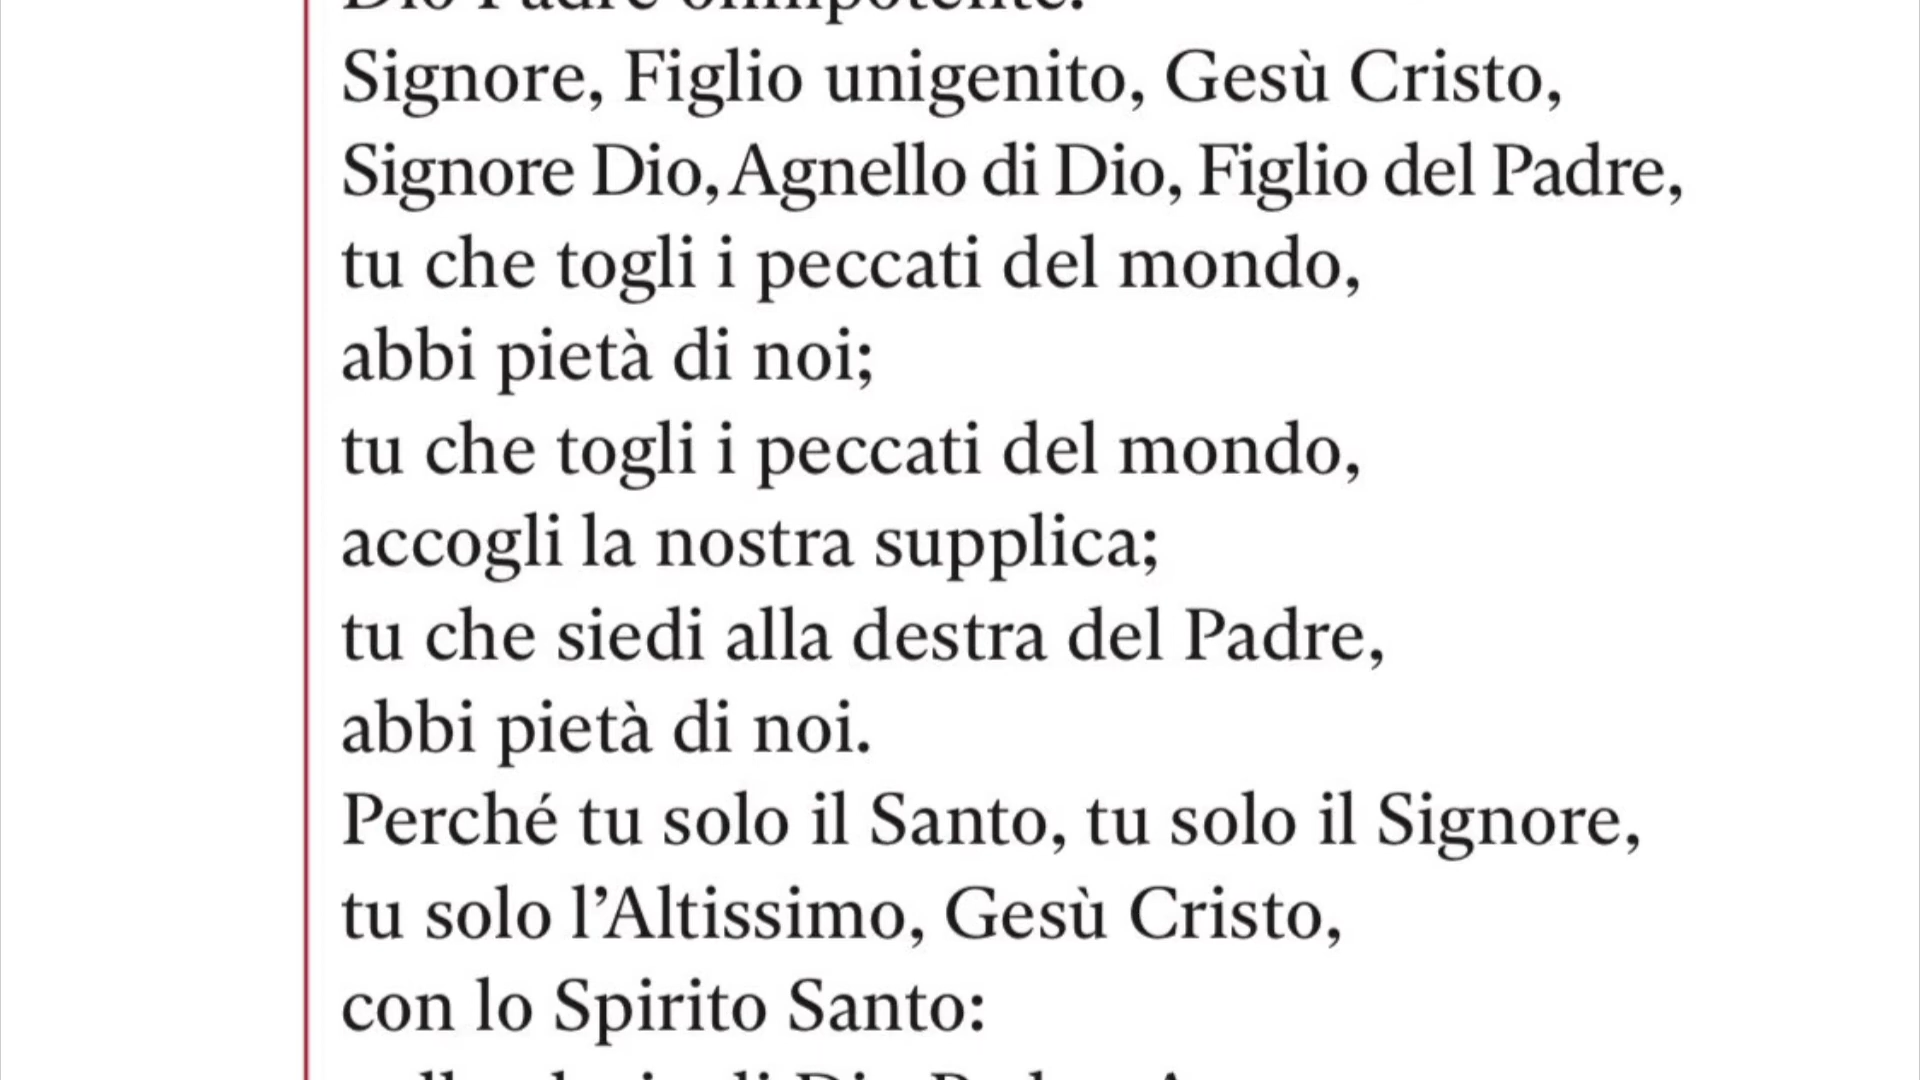 Dio Padre onnipotente.
Signore, Figlio unigenito, Gesù Cristo,
Signore Dio, Agnello di Dio, Figlio del Padre,
tu che togli i peccati del mondo,
abbi pietà di noi;
tu che togli i peccati del mondo,
accogli la nostra supplica;
tu che siedi alla destra del Padre,
abbi pietà di noi.
Perché tu solo il Santo, tu solo il Signore,
tu solo l’Altissimo, Gesù Cristo,
con lo Spirito Santo: